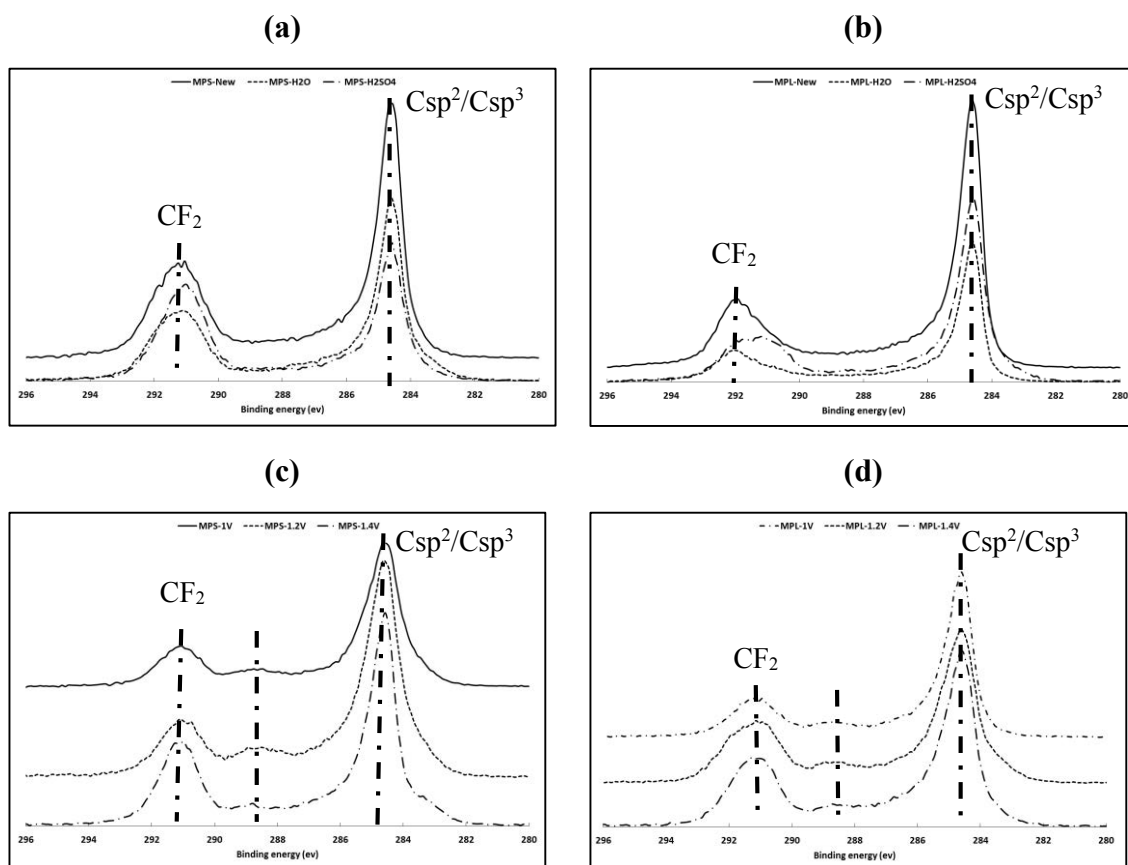 (a)
MPS-New MPS-H2O MPS-H2SO4
Csp²/Csp³
CF₂
296 294 292 290 288 286 284 282 280
Binding energy (ev)
(b)
MPL-New MPL-H2O MPL-H2SO4
Csp²/Csp³
CF₂
296 294 292 290 288 286 284 282 280
Binding energy (ev)
(c)
MPS-1V MPS-1.2V MPS-1.4V
Csp²/Csp³
CF₂
296 294 292 290 288 286 284 282 280
Binding energy (ev)
(d)
MPL-1V MPL-1.2V MPL-1.4V
Csp²/Csp³
CF₂
296 294 292 290 288 286 284 282 280
Binding energy (ev)